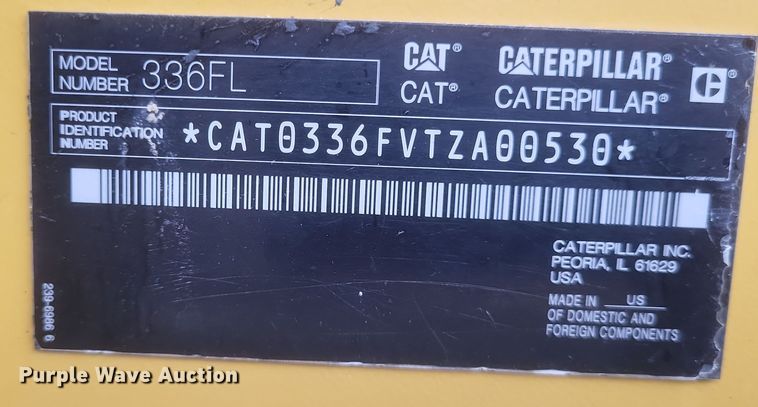 MODEL
NUMBER 336FL
CAT® CATERPILLAR®
CAT® CATERPILLAR®
C®
PRODUCT
IDENTIFICATION
NUMBER
*CAT0336FVTZA00530*
CATERPILLAR INC.
PEORIA, IL 61629
USA
MADE IN US
OF DOMESTIC AND
FOREIGN COMPONENTS
239-6986 6
Purple Wave Auction